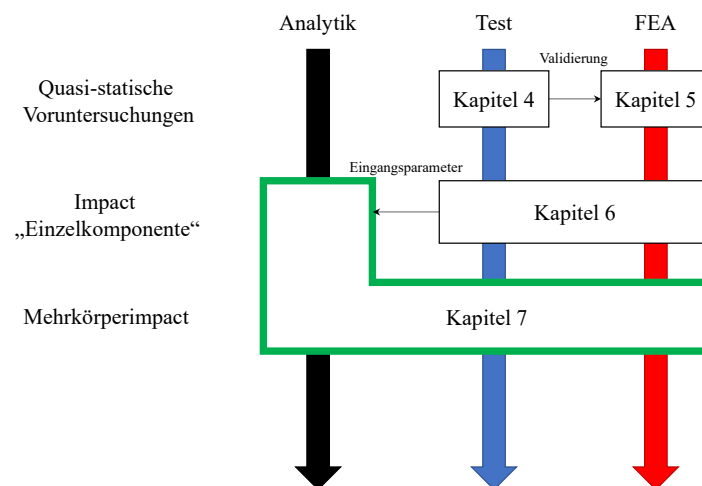 Analytik
Test
FEA
Validierung
Quasi-statische
Voruntersuchungen
Kapitel 4
Kapitel 5
Eingangsparameter
Impact
„Einzelkomponente“
Kapitel 6
Mehrkörperimpact
Kapitel 7